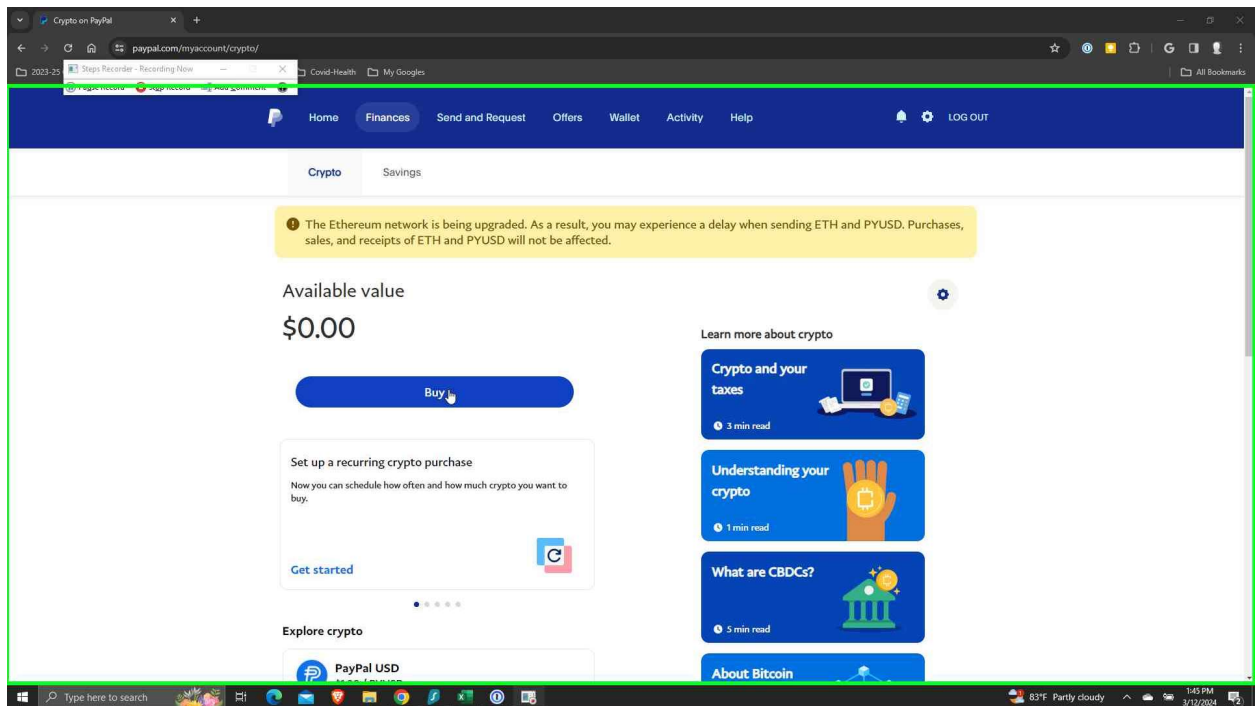 Crypto on PayPal
paypal.com/myaccount/crypto/
2023-25
Steps Recorder - Recording Now
Covid-Health
My Googles
All Bookmarks
Pause Record
Stop Record
Add Comment
Home
Finances
Send and Request
Offers
Wallet
Activity
Help
LOG OUT
Crypto
Savings
The Ethereum network is being upgraded. As a result, you may experience a delay when sending ETH and PYUSD. Purchases,
sales, and receipts of ETH and PYUSD will not be affected.
Available value
$0.00
Buy
Set up a recurring crypto purchase
Now you can schedule how often and how much crypto you want to
buy.
Get started
Explore crypto
PayPal USD
Learn more about crypto
Crypto and your
taxes
3 min read
Understanding your
crypto
1 min read
What are CBDCs?
5 min read
About Bitcoin
Type here to search
83°F Partly cloudy
1:45 PM
3/12/2024